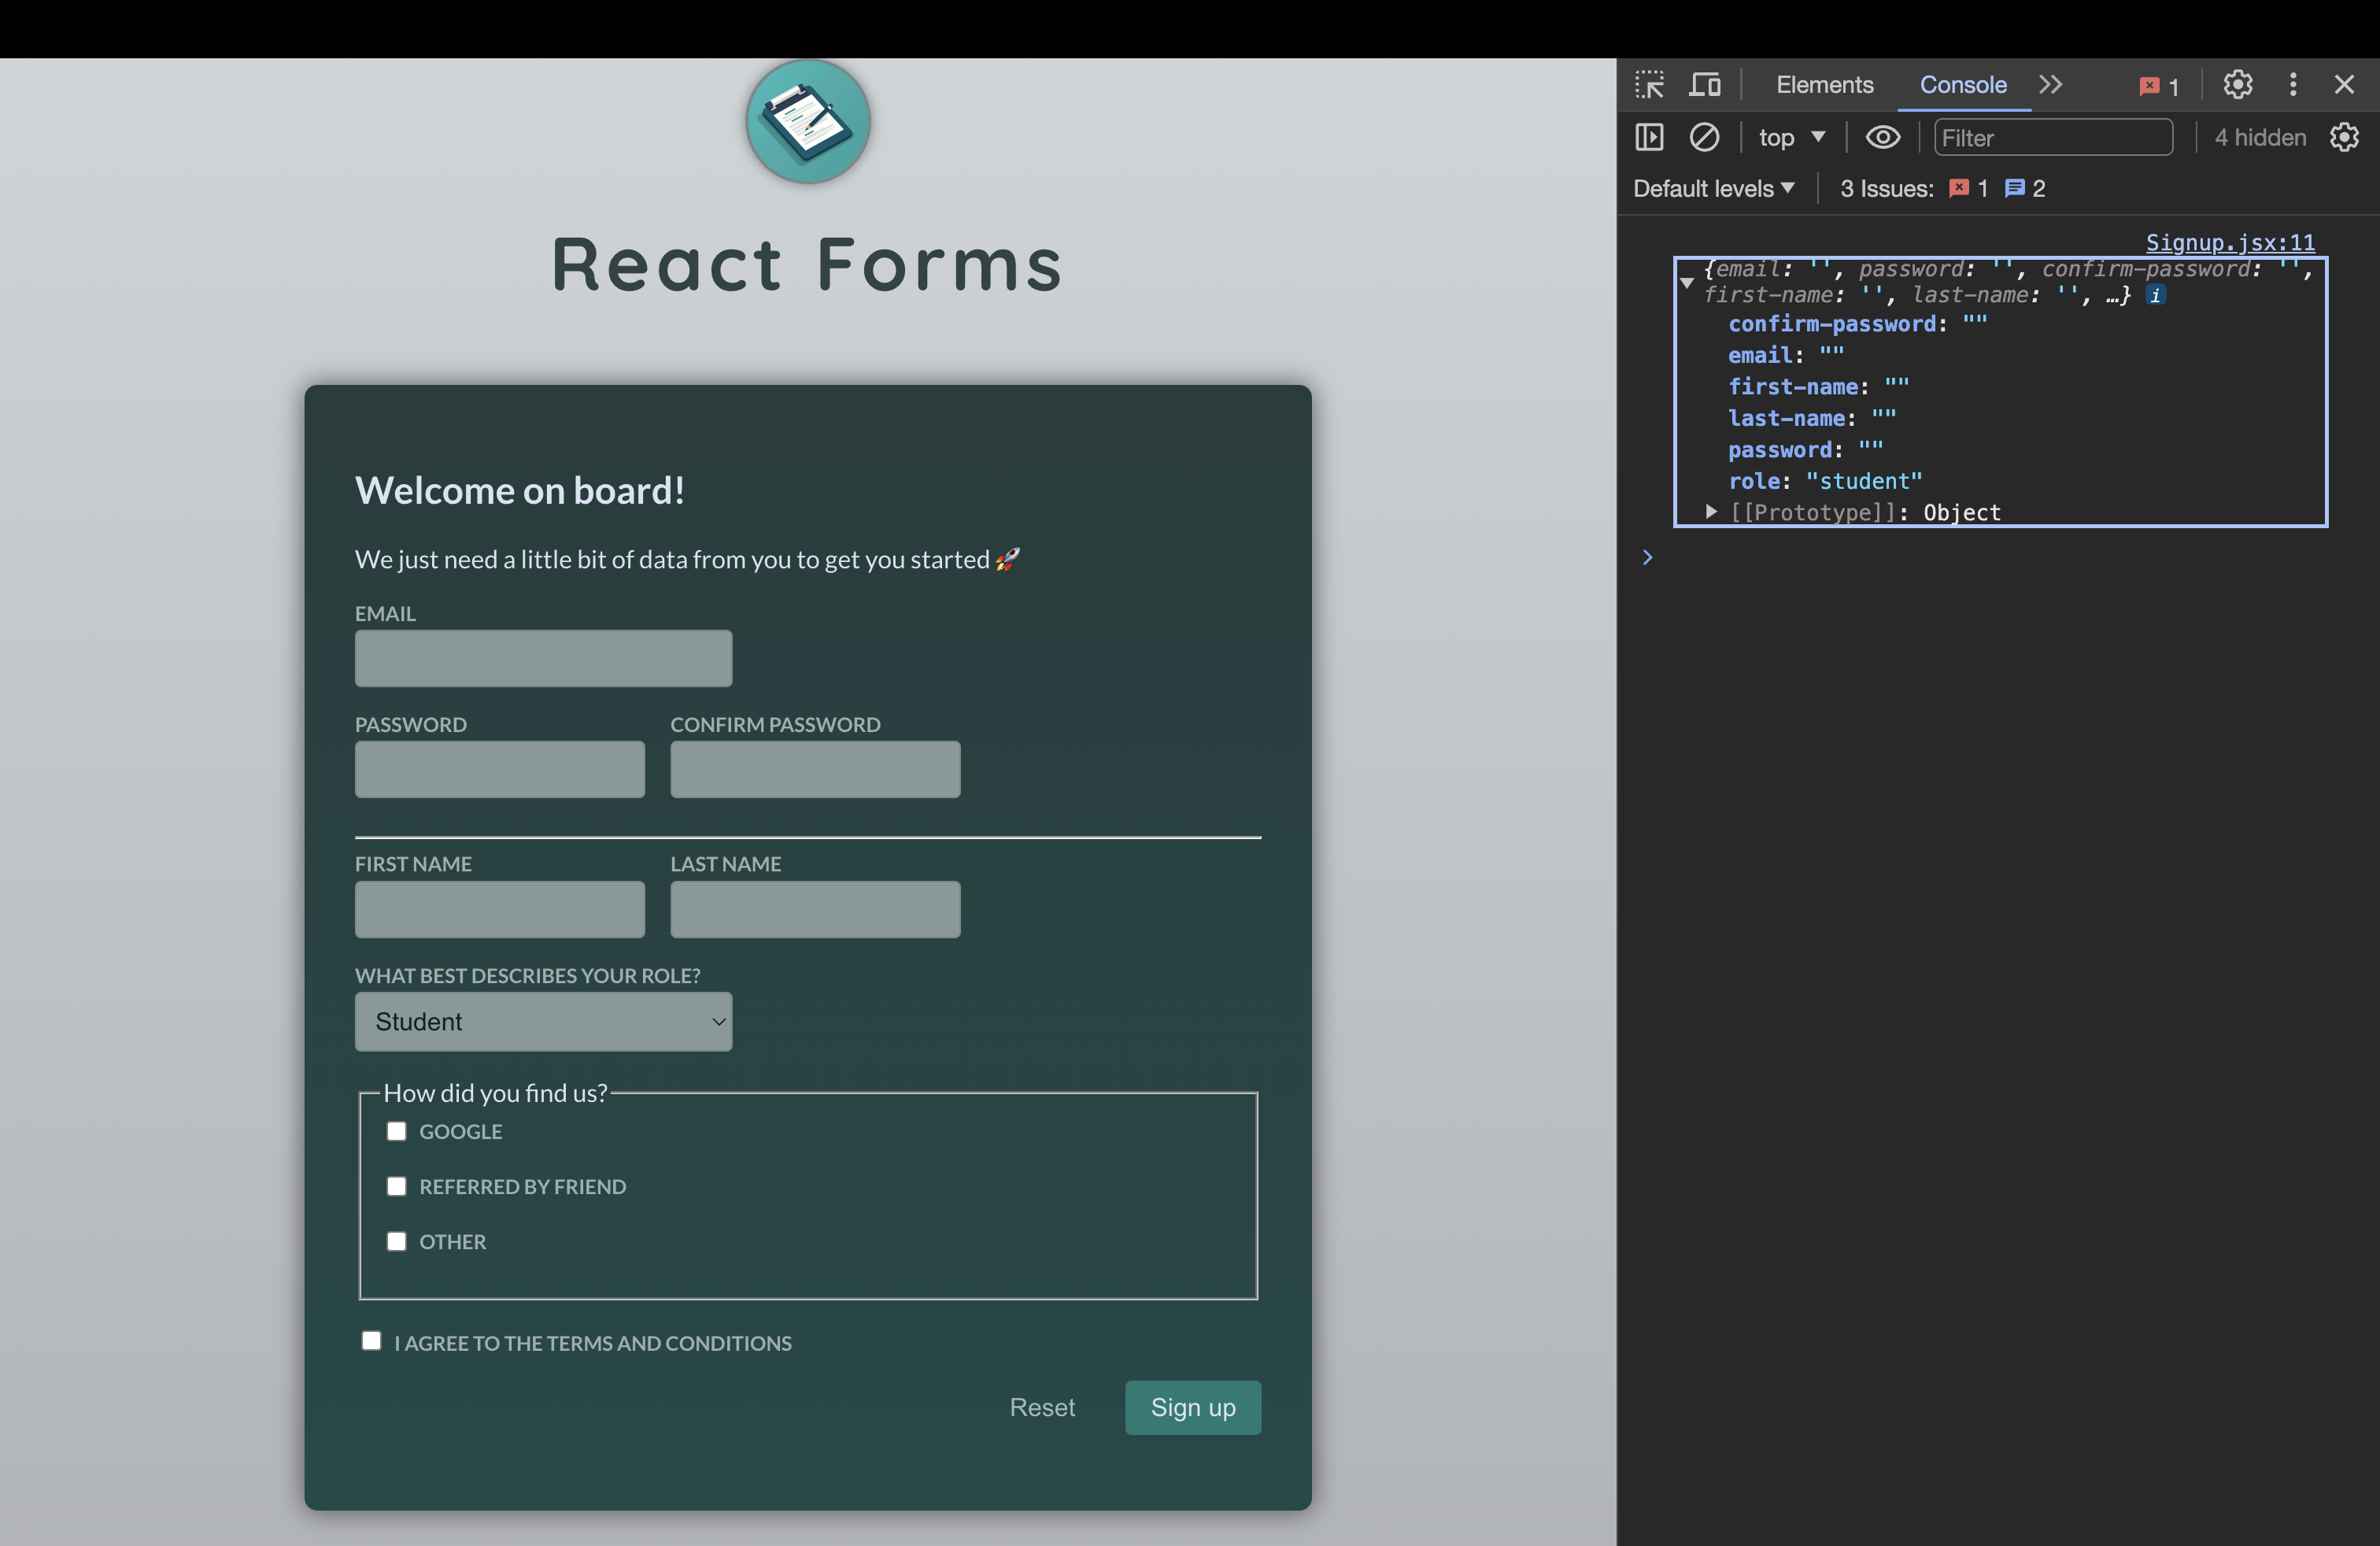 React Forms
Welcome on board!
We just need a little bit of data from you to get you started 🚀
EMAIL
PASSWORD CONFIRM PASSWORD
FIRST NAME LAST NAME
WHAT BEST DESCRIBES YOUR ROLE?
Student
How did you find us?
GOOGLE
REFERRED BY FRIEND
OTHER
I AGREE TO THE TERMS AND CONDITIONS
Reset Sign up
Elements Console 1
top Filter 4 hidden
Default levels 3 Issues: 1 2
Signup.jsx:11
{email: '', password: '', confirm-password: '',
first-name: '', last-name: '', …} i
confirm-password: ""
email: ""
first-name: ""
last-name: ""
password: ""
role: "student"
[[Prototype]]: Object